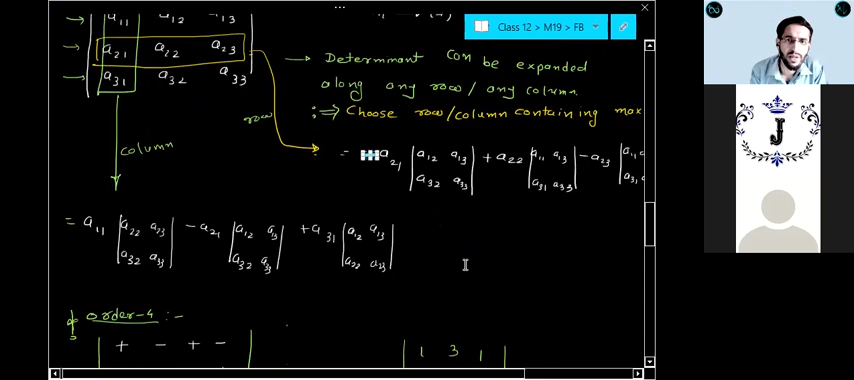 a11 a12 a13
Class 12 > M19 > FB
a21 a22 a23
→ Determinant can be expanded
a31 a32 a33
along any row/ any column.
:⇒ Choose row/column containing max
row
column
= a21 |a12 a13| + a22 |a11 a13| - a23
a32 a33 a31 a33
= a11 |a22 a23| - a21 |a12 a13| + a31 |a12 a13|
a32 a33 a32 a33 a22 a23
order-4 :-
+ - + -
1 3 1
J